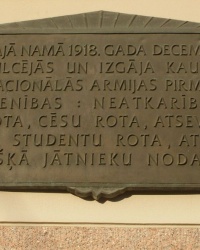 AJĀ NAMĀ 1918. GADA DECEM
ULCĒJĀS UN IZGĀJA KAU
ACIONĀLĀS ARMIJAS PIRM
ENĪBAS : NEATKARĪB
OTA, CĒSU ROTA, ATSE
STUDENTU ROTA, AT
ŠĶĀ JĀTNIEKU NODA